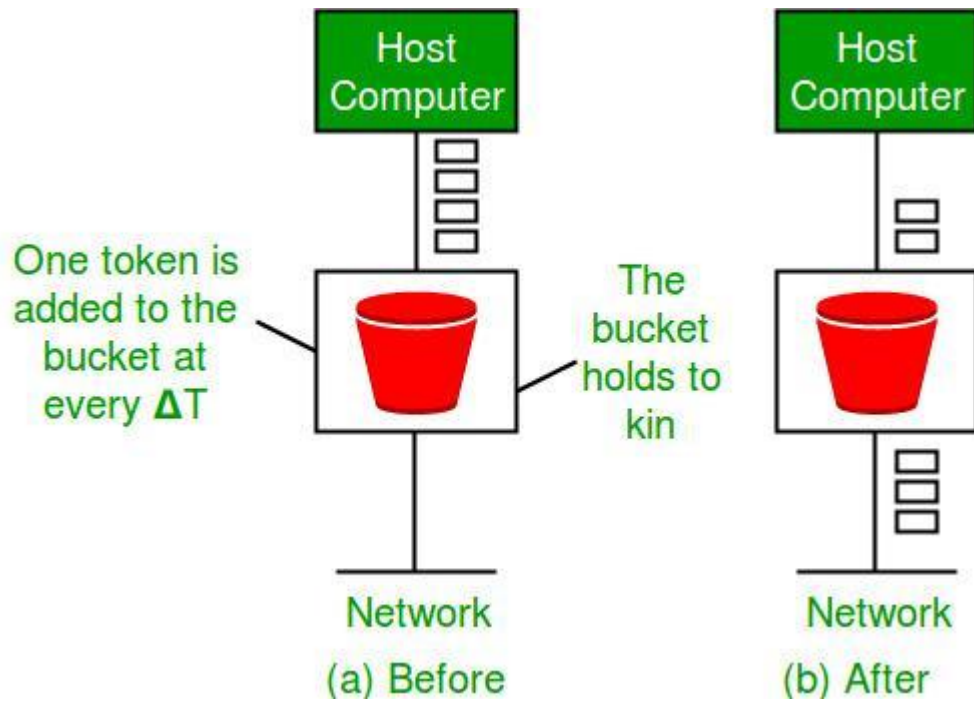 Host
Computer
Host
Computer
One token is
added to the
bucket at
every ΔT
The
bucket
holds to
kin
Network
Network
(a) Before
(b) After